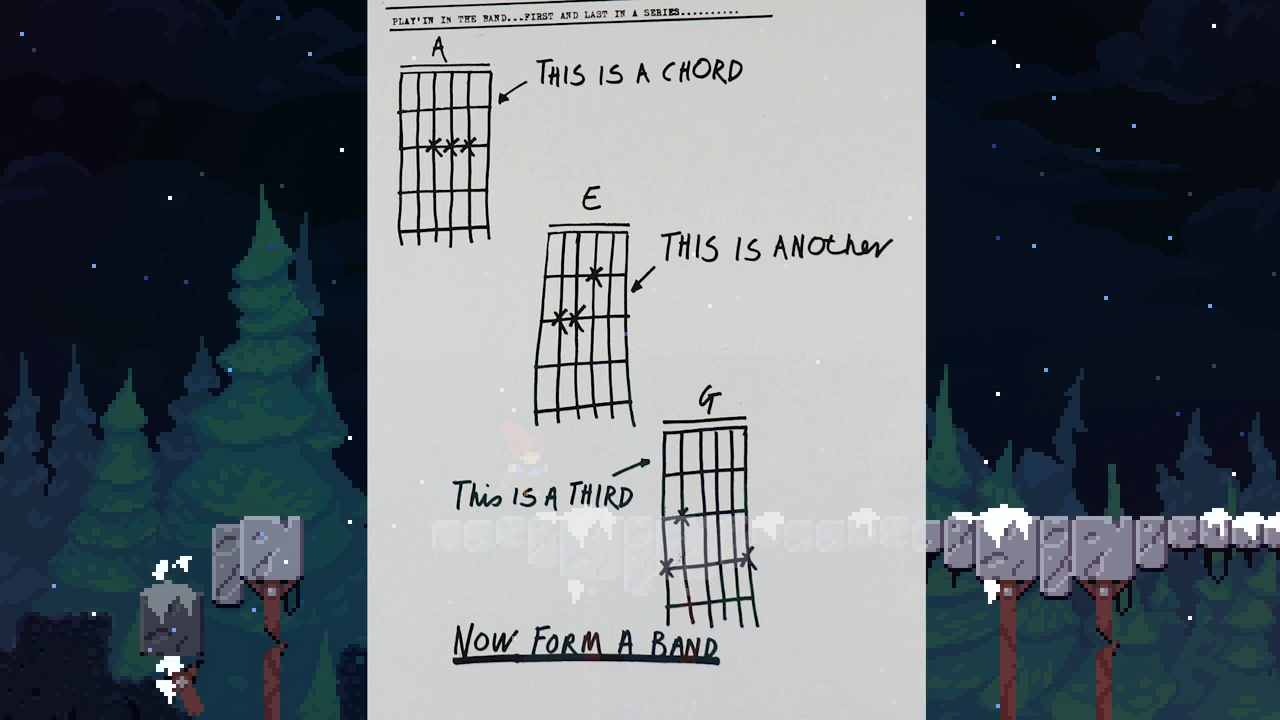 PLAY'IN IN THE BAND...FIRST AND LAST IN A SERIES..........
A
THIS IS A CHORD
E
THIS IS ANOther
G
This IS A THIRD
NOW FORM A BAND